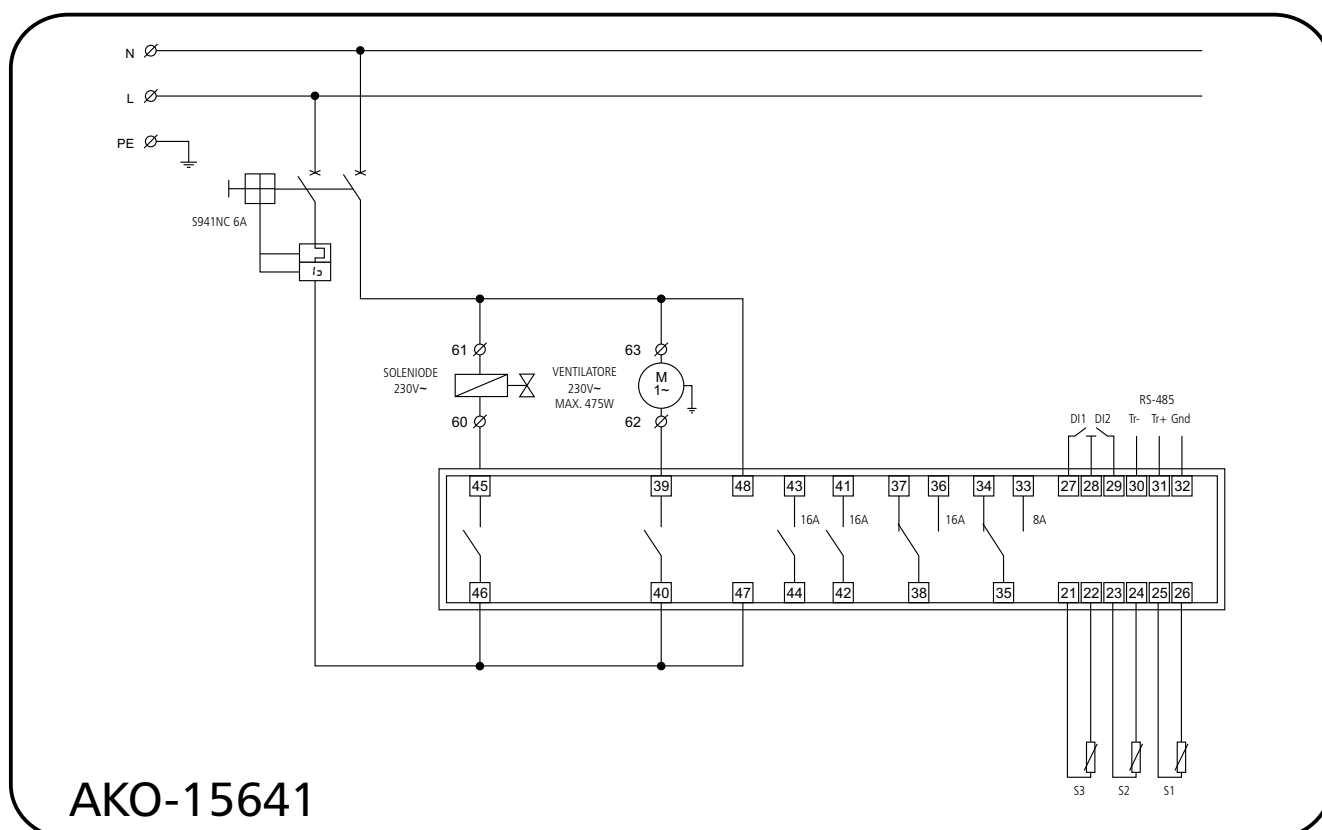 N
L
PE
S941NC 6A
61
63
SOLENIODE
230V~
VENTILATORE
230V~
MAX. 475W
M
1~
60
62
RS-485
DI1 DI2 Tr- Tr+ Gnd
45 39 48 43 41 37 36 34 33 27 28 29 30 31 32
16A 16A 16A 8A
46 40 47 44 42 38 35 21 22 23 24 25 26
S3 S2 S1
AKO-15641